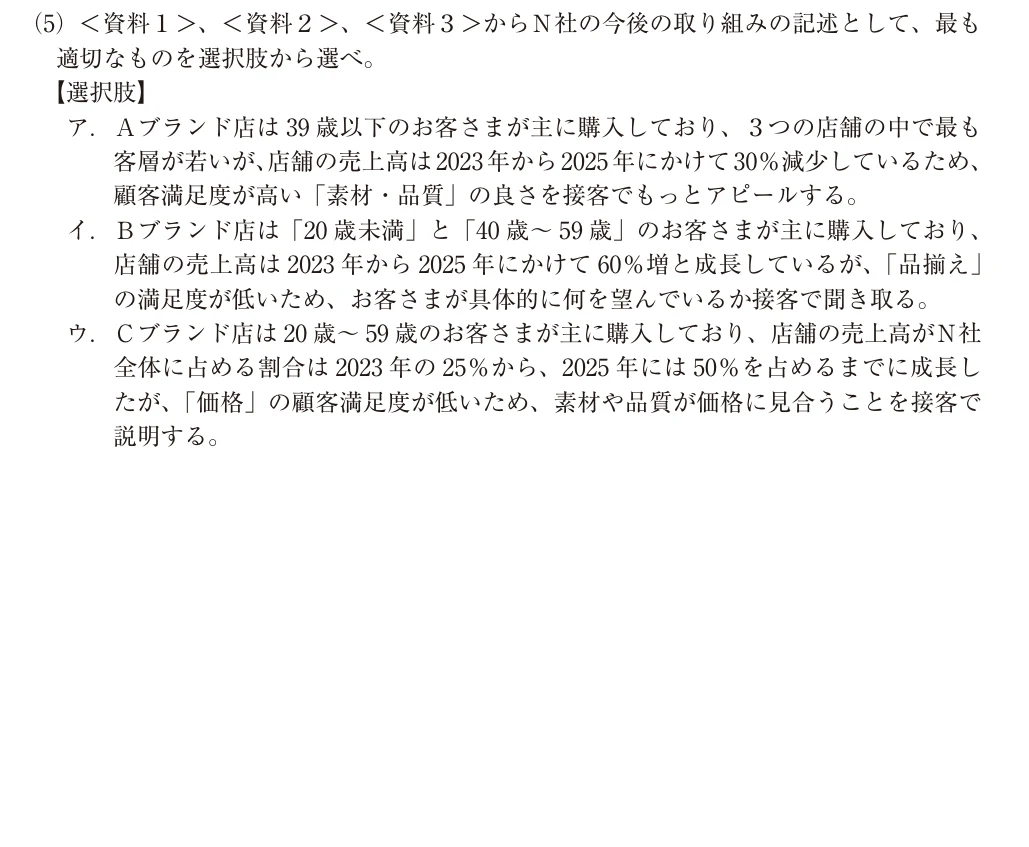 (5) ＜資料１＞、＜資料２＞、＜資料３＞からＮ社の今後の取り組みの記述として、最も
適切なものを選択肢から選べ。
【選択肢】
ア．Ａブランド店は 39 歳以下のお客さまが主に購入しており、３つの店舗の中で最も
客層が若いが、店舗の売上高は 2023 年から 2025 年にかけて 30％減少しているため、
顧客満足度が高い「素材・品質」の良さを接客でもっとアピールする。
イ．Ｂブランド店は「20 歳未満」と「40 歳～ 59 歳」のお客さまが主に購入しており、
店舗の売上高は 2023 年から 2025 年にかけて 60％増と成長しているが、「品揃え」
の満足度が低いため、お客さまが具体的に何を望んでいるか接客で聞き取る。
ウ．Ｃブランド店は 20 歳～ 59 歳のお客さまが主に購入しており、店舗の売上高がＮ社
全体に占める割合は 2023 年の 25％から、2025 年には 50％を占めるまでに成長し
たが、「価格」の顧客満足度が低いため、素材や品質が価格に見合うことを接客で
説明する。